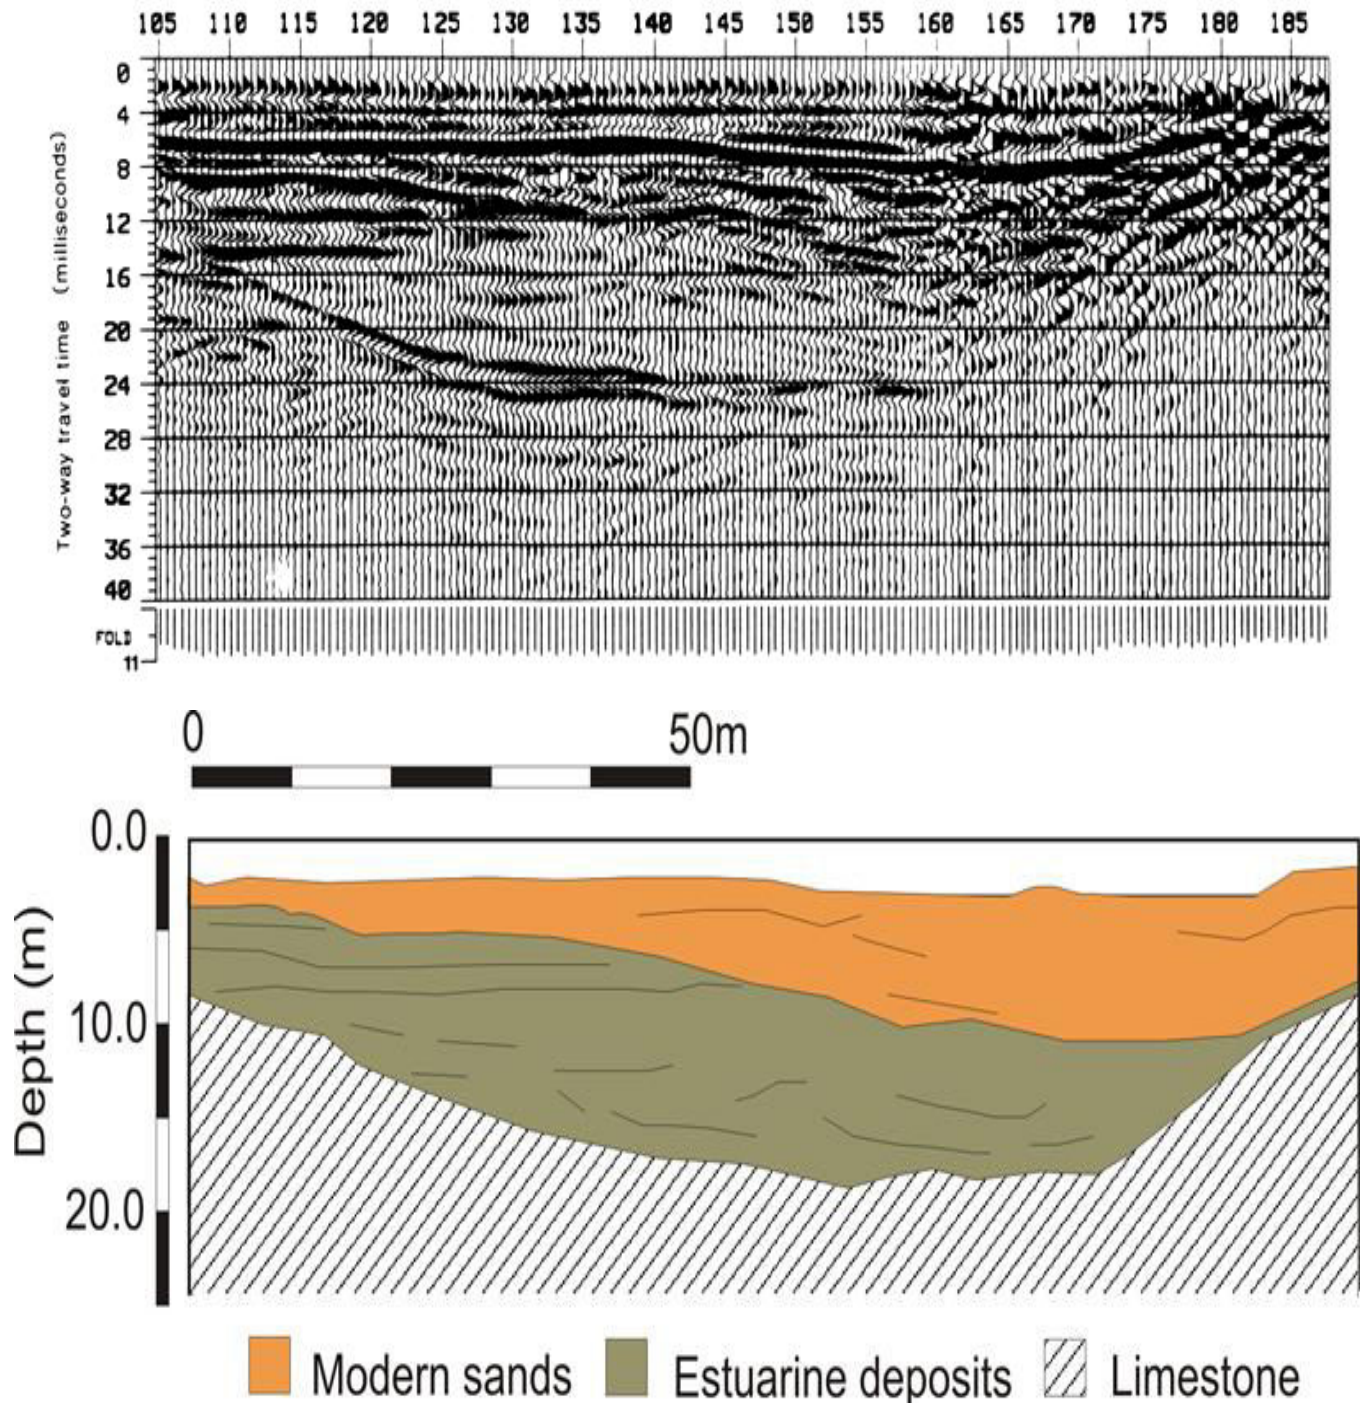 105 110 115 120 125 130 135 140 145 150 155 160 165 170 175 180 185
0
4
8
12
16
20
24
28
32
36
40
Two-way travel time (milliseconds)
FOLD
11
0 50m
0.0
10.0
20.0
Depth (m)
Modern sands Estuarine deposits Limestone